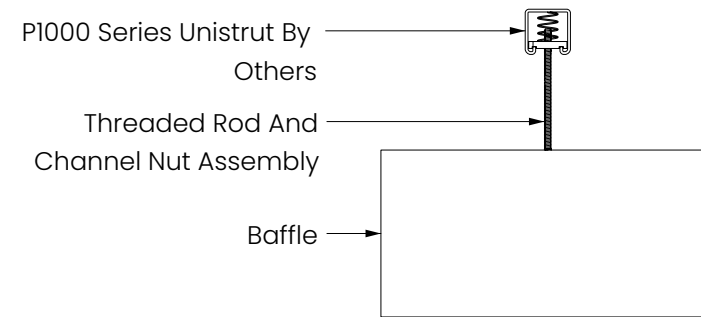 P1000 Series Unistrut By
Others
Threaded Rod And
Channel Nut Assembly
Baffle